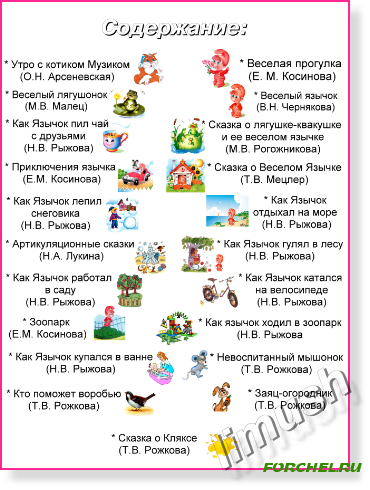 Содержание:
* Утро с котиком Музиком
(О.Н. Арсеневская)
* Веселая прогулка
(Е. М. Косинова)
* Веселый лягушонок
(М.В. Малец)
* Веселый язычок
(В.Н. Чернякова)
* Как Язычок пил чай
с друзьями
(Н.В. Рыжова)
* Сказка о лягушке-квакушке
и ее веселом язычке
(М.В. Рогожникова)
* Приключения язычка
(Е.М. Косинова)
* Сказка о Веселом Язычке
(Т.В. Мецлер)
* Как Язычок лепил
снеговика
(Н.В. Рыжова)
* Как Язычок
отдыхал на море
(Н.В. Рыжова)
* Артикуляционные сказки
(Н.А. Лукина)
* Как Язычок гулял в лесу
(Н.В. Рыжова)
* Как Язычок работал
в саду
(Н.В. Рыжова)
* Как Язычок катался
на велосипеде
(Н.В. Рыжова)
* Зоопарк
(Е.М. Косинова)
* Как язычок ходил в зоопарк
(Н.В. Рыжова
* Как Язычок купался в ванне
(Н.В. Рыжова)
* Невоспитанный мышонок
(Т.В. Рожкова)
* Кто поможет воробью
(Т.В. Рожкова)
* Заяц-огородник
(Т.В. Рожкова)
* Сказка о Кляксе
(Т.В. Рожкова)
limush
FORCHEL.RU